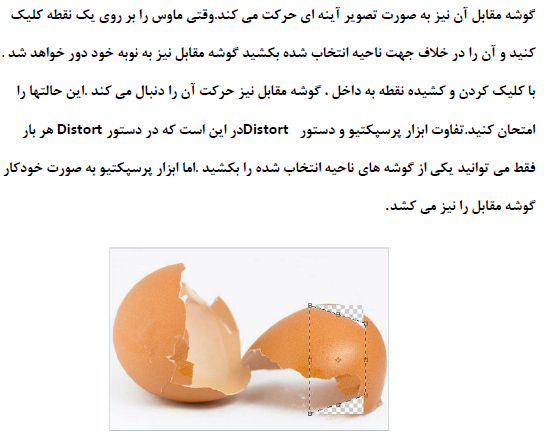 گوشه مقابل آن نیز به صورت تصویر آینه ای حرکت می کند.وقتی ماوس را بر روی یک نقطه کلیک
کنید و آن را در خلاف جهت ناحیه انتخاب شده بکشید گوشه مقابل نیز به نوبه خود دور خواهد شد .
با کلیک کردن و کشیده نقطه به داخل ، گوشه مقابل نیز حرکت آن را دنبال می کند .این حالتها را
امتحان کنید.تفاوت ابزار پرسپکتیو و دستور Distortدر این است که در دستور Distort هر بار
فقط می توانید یکی از گوشه های ناحیه انتخاب شده را بکشید .اما ابزار پرسپکتیو به صورت خودکار
گوشه مقابل را نیز می کشد.